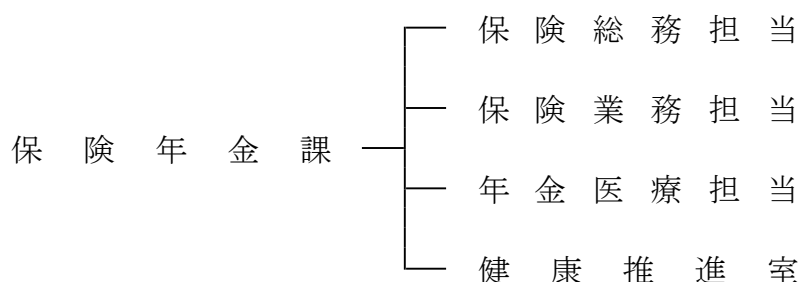 保険総務担当
保険業務担当
保険年金課
年金医療担当
健康推進室